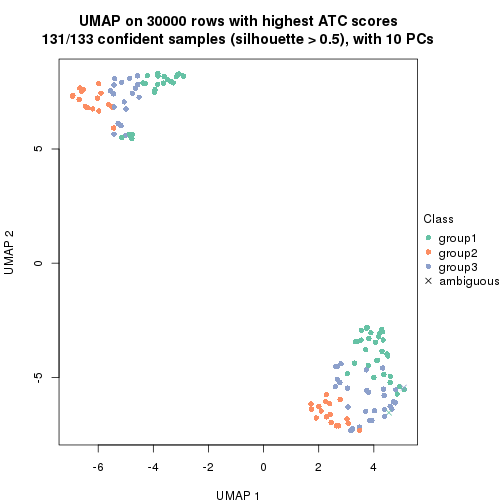 UMAP on 30000 rows with highest ATC scores
131/133 confident samples (silhouette > 0.5), with 10 PCs
5
0
-5
UMAP 2
-6
-4
-2
0
2
4
UMAP 1
Class
group1
group2
group3
ambiguous